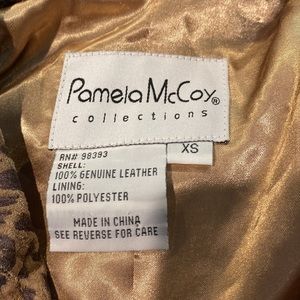 Pamela McCoy®
collections
XS
RN# 98393
SHELL:
100% GENUINE LEATHER
LINING:
100% POLYESTER
MADE IN CHINA
SEE REVERSE FOR CARE